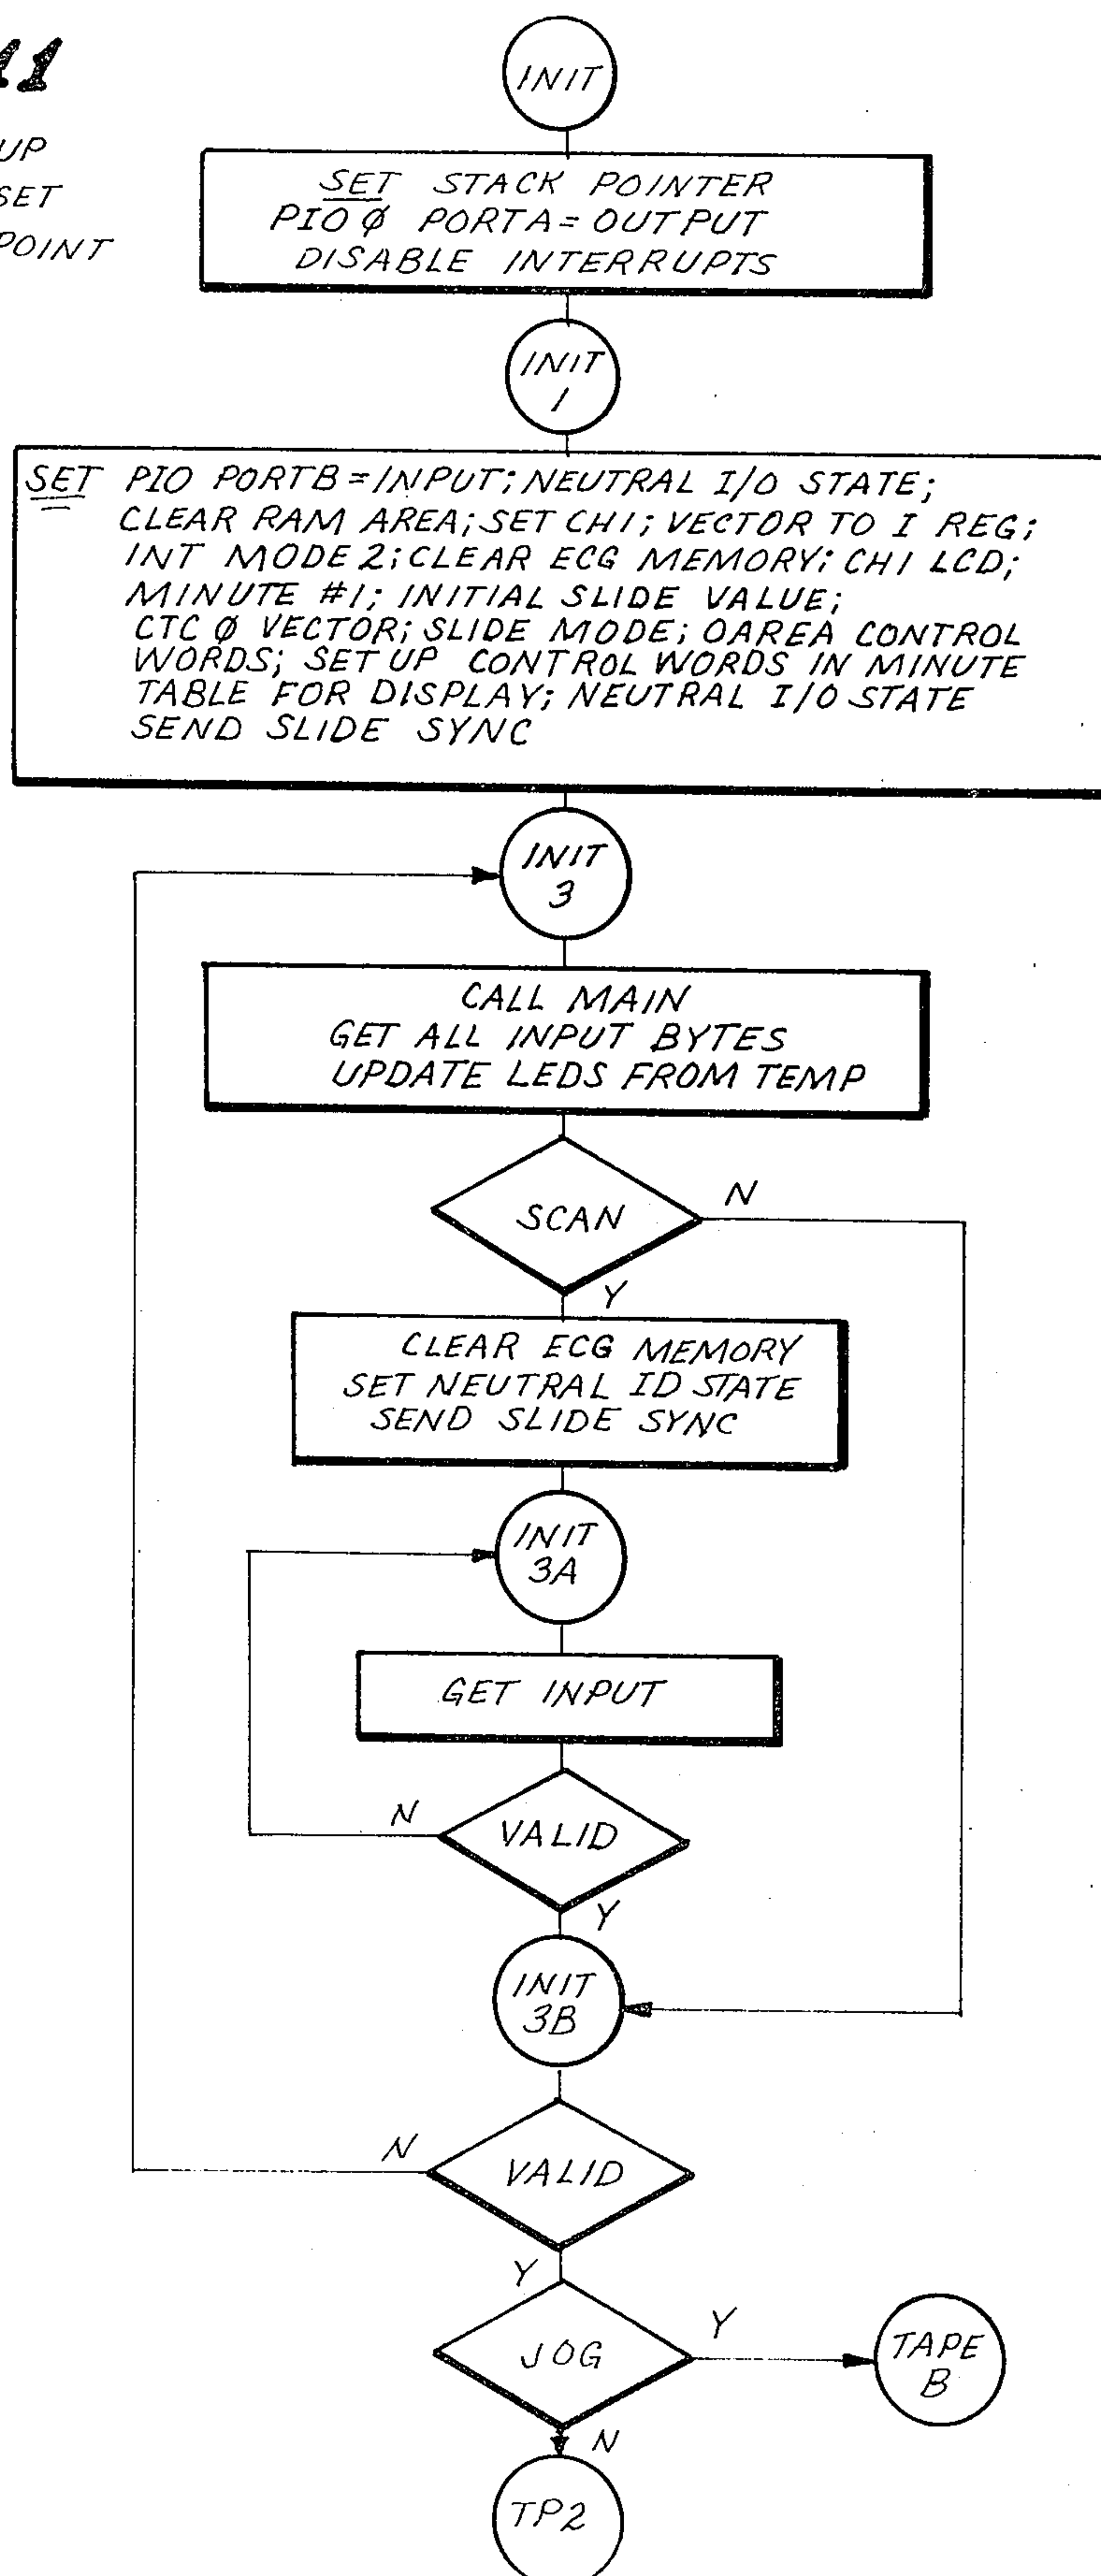 11
UP
SET
POINT
INIT
SET STACK POINTER
PIO Ø PORTA = OUTPUT
DISABLE INTERRUPTS
INIT
1
SET PIO PORTB = INPUT; NEUTRAL I/O STATE;
CLEAR RAM AREA; SET CH1; VECTOR TO I REG;
INT MODE 2; CLEAR ECG MEMORY; CH1 LCD;
MINUTE #1; INITIAL SLIDE VALUE;
CTC Ø VECTOR; SLIDE MODE; OAREA CONTROL
WORDS; SET UP CONTROL WORDS IN MINUTE
TABLE FOR DISPLAY; NEUTRAL I/O STATE
SEND SLIDE SYNC
INIT
3
CALL MAIN
GET ALL INPUT BYTES
UPDATE LEDS FROM TEMP
SCAN
N
Y
CLEAR ECG MEMORY
SET NEUTRAL ID STATE
SEND SLIDE SYNC
INIT
3A
GET INPUT
N
VALID
Y
INIT
3B
N
VALID
Y
JOG
Y
TAPE
B
N
TP2